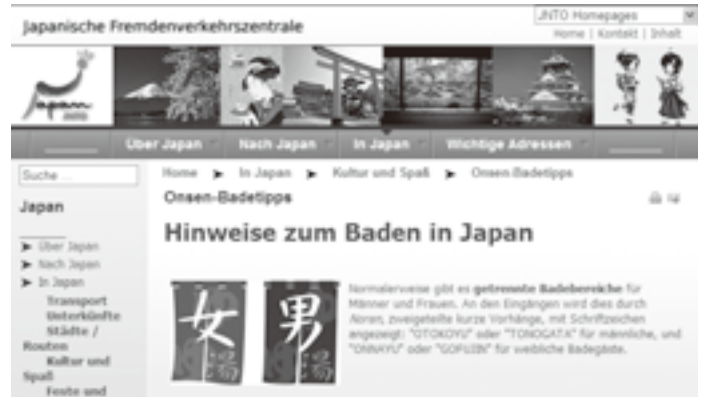 Japanische Fremdenverkehrszentrale
JNTO Homepages
Home | Kontakt | Inhalt
Japan
JNTO
Über Japan
Nach Japan
In Japan
Wichtige Adressen
Suche ...
Home ► In Japan ► Kultur und Spaß ► Onsen-Badetipps
Onsen-Badetipps
Japan
► Über Japan
► Nach Japan
► In Japan
Transport
Unterkünfte
Städte /
Routen
Kultur und
Spaß
Feste und
Hinweise zum Baden in Japan
女 湯
男 湯
Normalerweise gibt es getrennte Badebereiche für
Männer und Frauen. An den Eingängen wird dies durch
Noren, zweigeteilte kurze Vorhänge, mit Schriftzeichen
angezeigt: "OTOKOYU" oder "TONOGATA" für männliche, und
"ONNAYU" oder "GOFUJIN" für weibliche Badegäste.